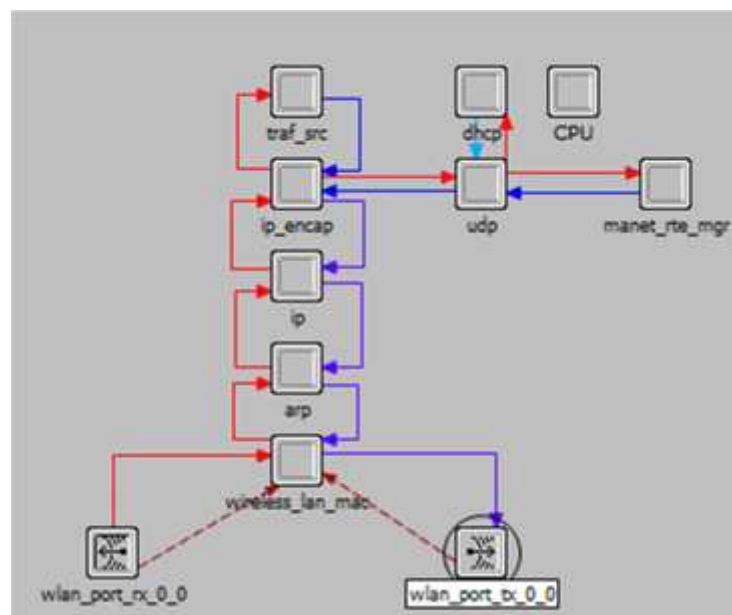 traf_src
dhcp
CPU
ip_encap
udp
manet_rte_mgr
ip
arp
wireless_lan_mac
wlan_port_rx_0_0
wlan_port_tx_0_0